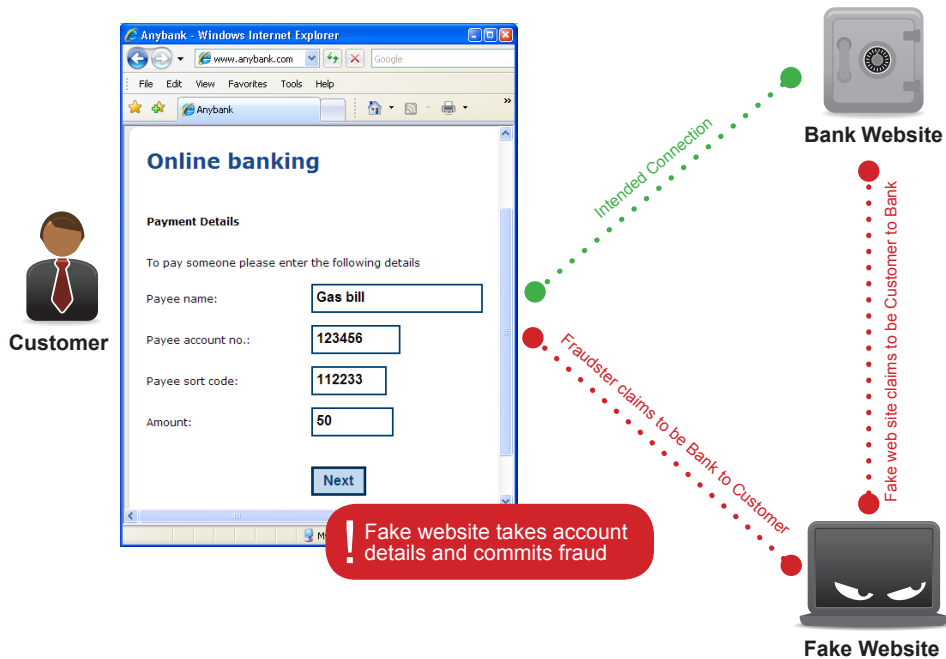 Anybank - Windows Internet Explorer
www.anybank.com
Google
File Edit View Favorites Tools Help
Anybank
»
Online banking
Payment Details
To pay someone please enter the following details
Payee name:
Gas bill
Payee account no.:
123456
Payee sort code:
112233
Amount:
50
Next
! Fake website takes account
details and commits fraud
Customer
Intended Connection
Fraudster claims to be Bank to Customer
Bank Website
Fake web site claims to be Customer to Bank
Fake Website